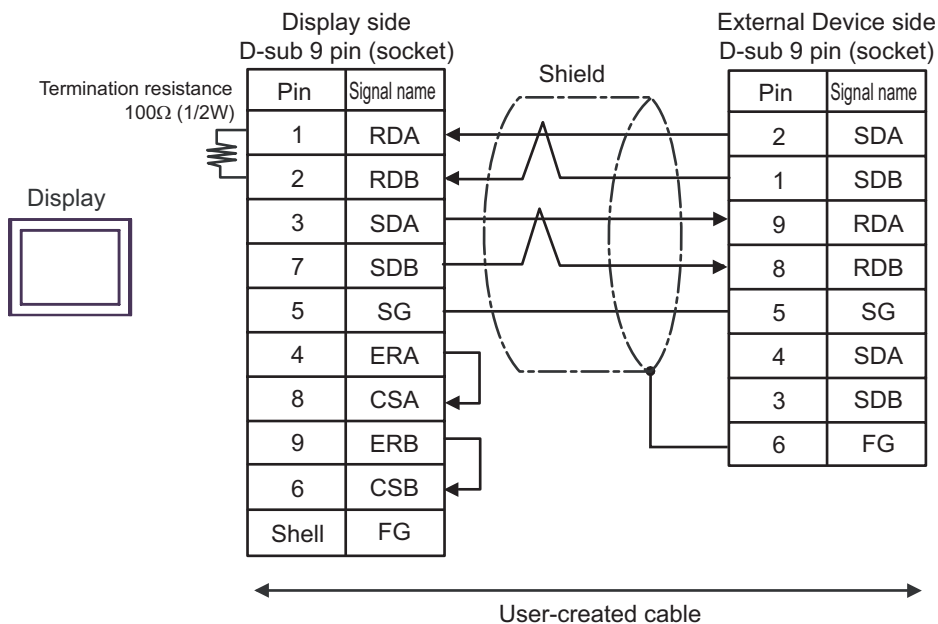 Display side
D-sub 9 pin (socket)
External Device side
D-sub 9 pin (socket)
Termination resistance
100Ω (1/2W)
Shield
Display
Pin Signal name
1 RDA
2 RDB
3 SDA
7 SDB
5 SG
4 ERA
8 CSA
9 ERB
6 CSB
Shell FG
Pin Signal name
2 SDA
1 SDB
9 RDA
8 RDB
5 SG
4 SDA
3 SDB
6 FG
User-created cable